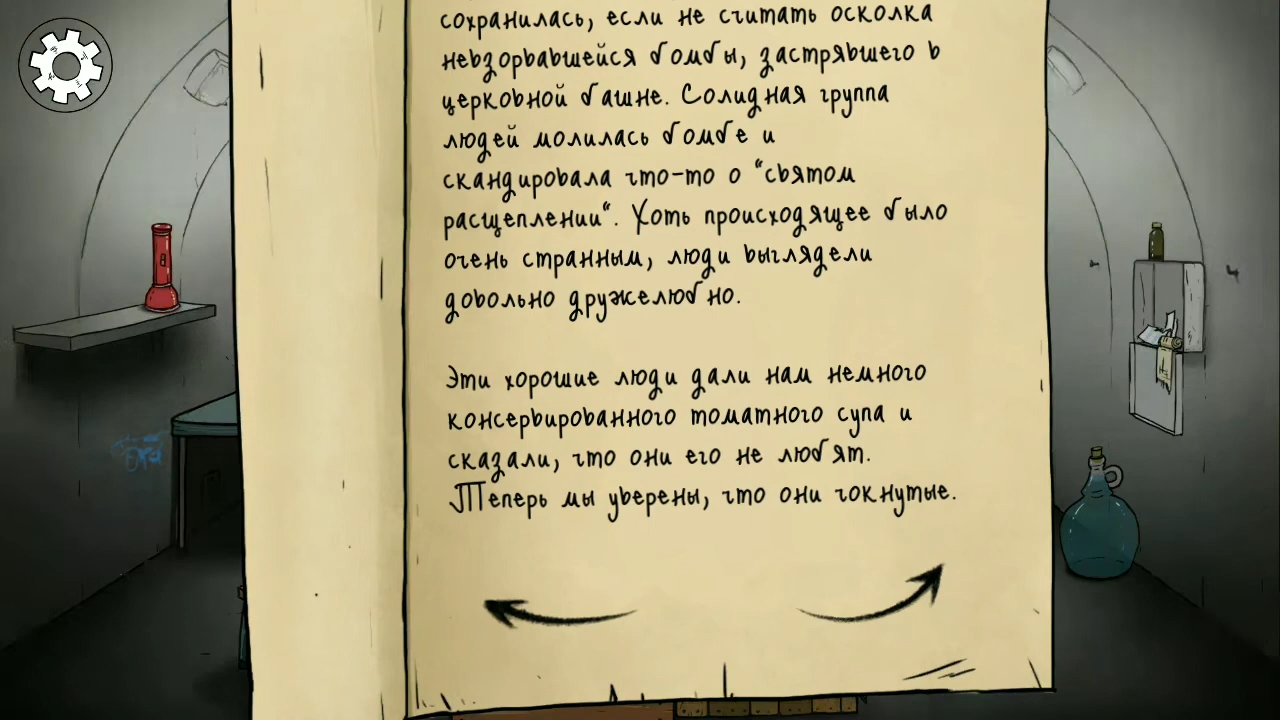 сохранилась, если не считать осколка
невзорвавшейся бомбы, застрявшего в
церковной башне. Солидная группа
людей молилась бомбе и
скандировала что-то о “святом
расщеплении“. Хоть происходящее было
очень странным, люди выглядели
довольно дружелюбно.
Эти хорошие люди дали нам немного
консервированного томатного супа и
сказали, что они его не любят.
Теперь мы уверены, что они чокнутые.